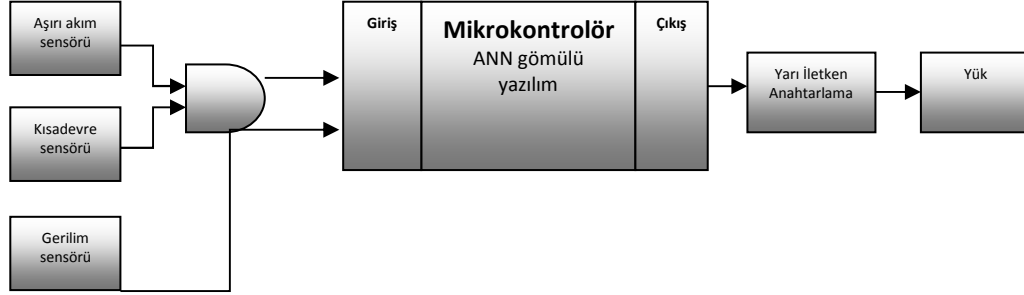 Aşırı akım
sensörü
Kısadevre
sensörü
Gerilim
sensörü
Giriş
Mikrokontrolör
ANN gömülü
yazılım
Çıkış
Yarı İletken
Anahtarlama
Yük